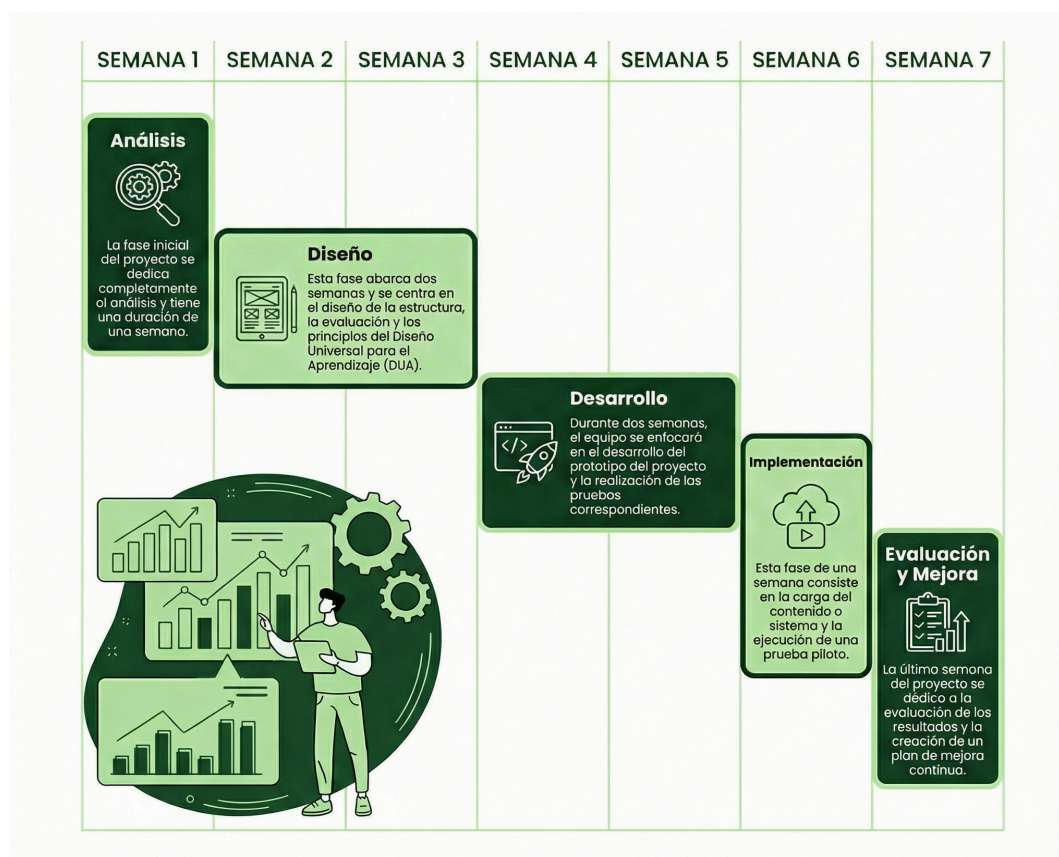 SEMANA 1
SEMANA 2
SEMANA 3
SEMANA 4
SEMANA 5
SEMANA 6
SEMANA 7
Análisis
La fase inicial
del proyecto se
dedica
completamente
ol análisis y tiene
una duración de
una semano.
Diseño
Esta fase abarca dos
semanas y se centra en
el diseño de la estructura,
la evaluación y los
principios del Diseño
Universal para el
Aprendizaje (DUA).
Desarrollo
Durante dos semanas,
el equipo se enfocará
en el desarrollo del
prototipo del proyecto
y la realización de las
pruebos
correspondientes.
Implementación
Esta fase de una
semana consiste
en la carga del
contenido o
sistema y la
ejecución de una
prueba piloto.
Evaluación
y Mejora
La último semona
del proyecto se
dédico a la
evaluación de los
resultados y la
creación de un
plan de mejora
contínua.